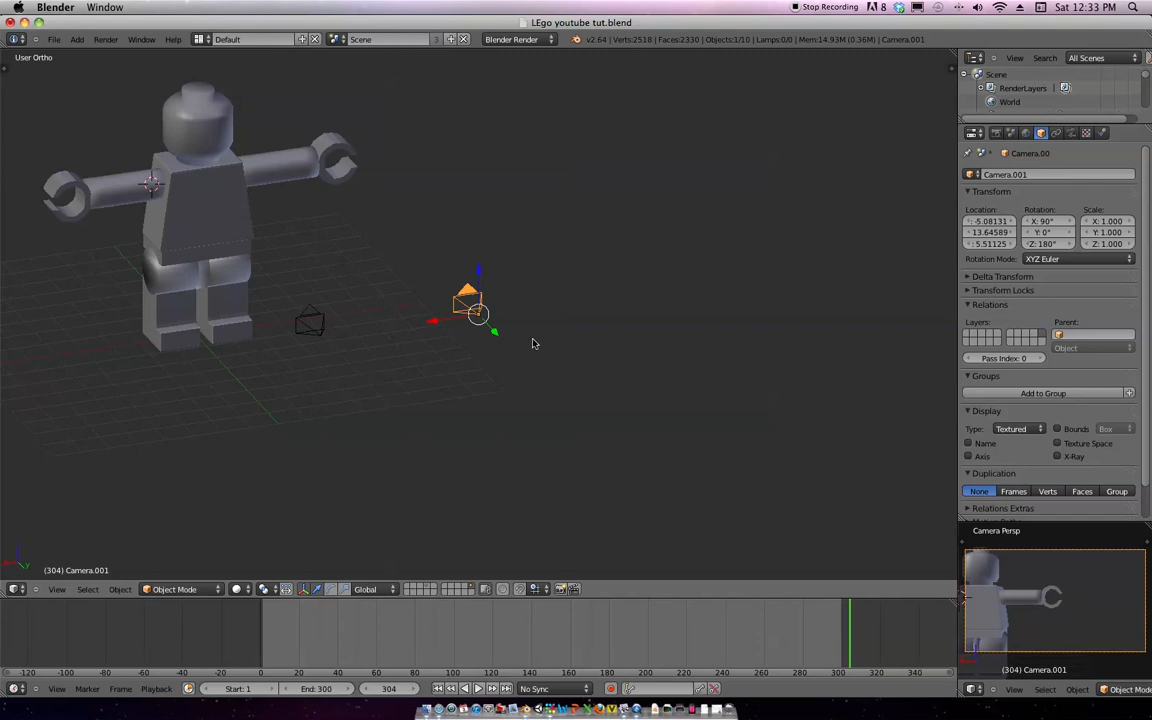 Blender Window Stop Recording 8 Sat 12:33 PM
LEgo youtube tut.blend
File Add Render Window Help Default Scene 3 Blender Render v2.64 | Verts:2518 | Faces:2330 | Objects:1/10 | Lamps:0/0 | Mem:14.93M (0.36M) | Camera.001
User Ortho
View Search All Scenes
Scene
RenderLayers
World
Camera.00
Camera.001
Transform
Location: Rotation: Scale:
: -5.08131 X: 90° X: 1.000
13.64589 Y: 0° Y: 1.000
: 5.51125 Z: 180° Z: 1.000
Rotation Mode: XYZ Euler
Delta Transform
Transform Locks
Relations
Layers: Parent:
Object
Pass Index: 0
Groups
Add to Group
Display
Type: Textured Bounds Box
Name Texture Space
Axis X-Ray
Duplication
None Frames Verts Faces Group
Relations Extras
Camera Persp
(304) Camera.001
View Select Object Object Mode Global
-120 -100 -80 -60 -40 -20 0 20 40 60 80 100 120 140 160 180 200 220 240 260 280 300 320 340
(304) Camera.001
View Marker Frame Playback Start: 1 End: 300 304 No Sync
View Select Object Object Mode